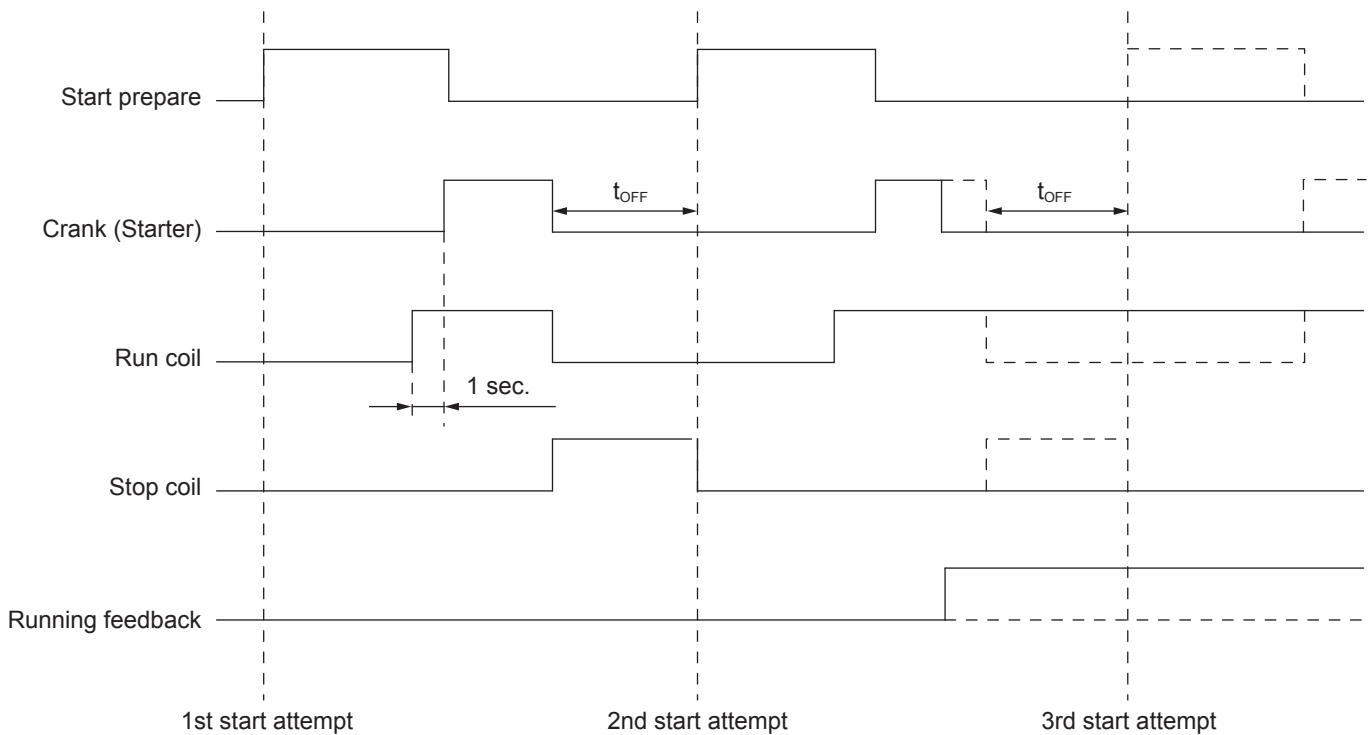 Start prepare
Crank (Starter)
tOFF
tOFF
Run coil
1 sec.
Stop coil
Running feedback
1st start attempt
2nd start attempt
3rd start attempt